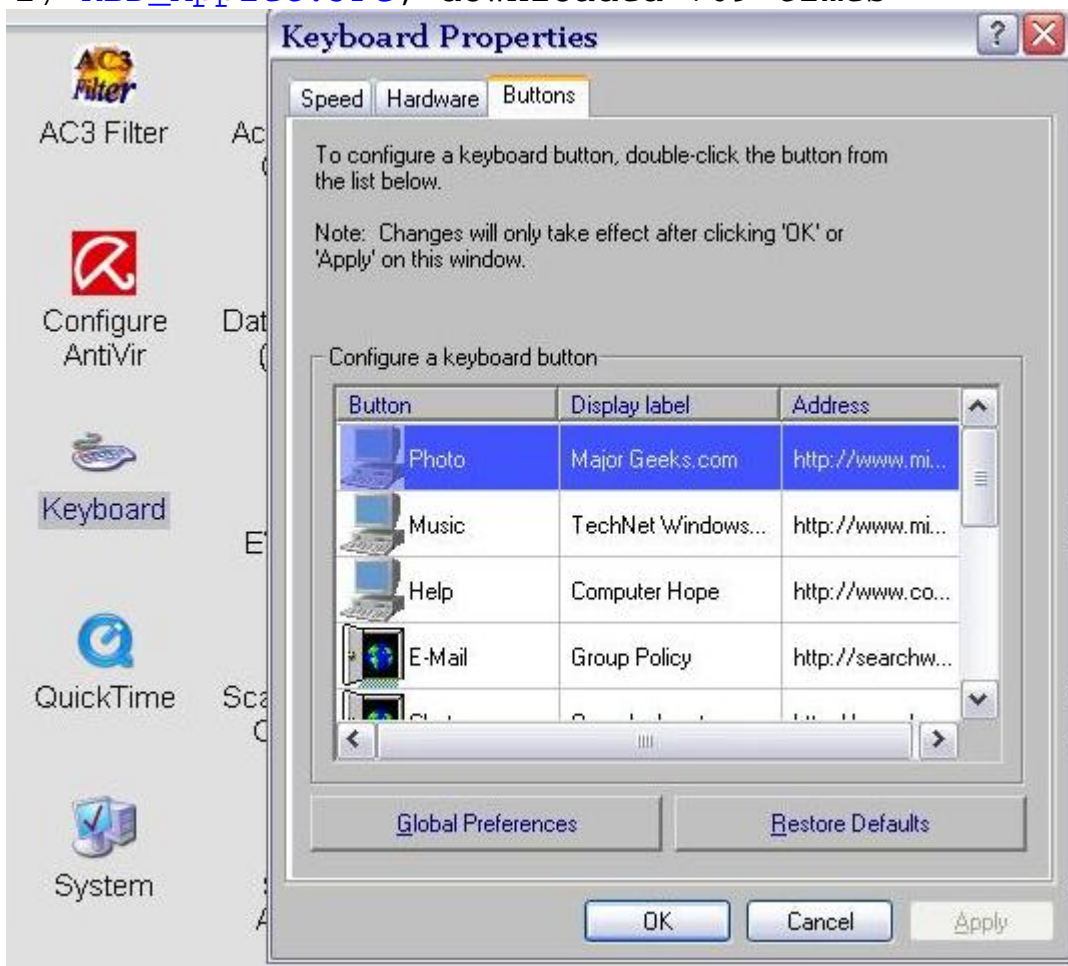 Keyboard Properties
AC3
Filter
AC3 Filter
Speed Hardware Buttons
To configure a keyboard button, double-click the button from
the list below.
Note: Changes will only take effect after clicking 'OK' or
'Apply' on this window.
Configure
AntiVir
Configure a keyboard button
Button Display label Address
Photo Major Geeks.com http://www.mi...
Keyboard
Music TechNet Windows... http://www.mi...
Help Computer Hope http://www.co...
E-Mail Group Policy http://searchw...
QuickTime
Global Preferences Restore Defaults
System
OK Cancel Apply